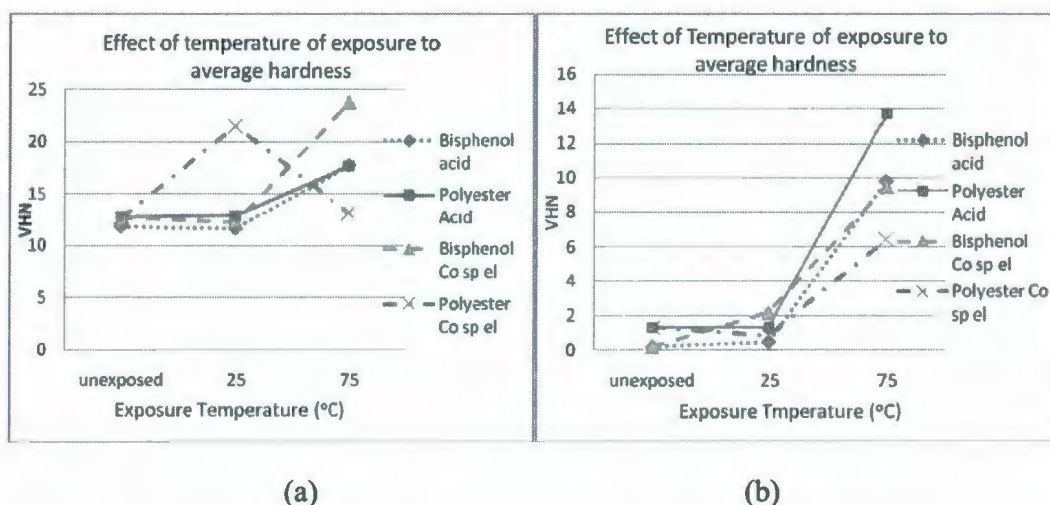 Effect of temperature of exposure to
average hardness
25
20
15
10
5
0
VHN
unexposed
25
75
Exposure Temperature (°C)
Bisphenol
acid
Polyester
Acid
Bisphenol
Co sp el
Polyester
Co sp el
(a)
Effect of Temperature of exposure to
average hardness
16
14
12
10
8
6
4
2
0
VHN
unexposed
25
75
Exposure Tmperature (°C)
Bisphenol
acid
Polyester
Acid
Bisphenol
Co sp el
Polyester Co
sp el
(b)